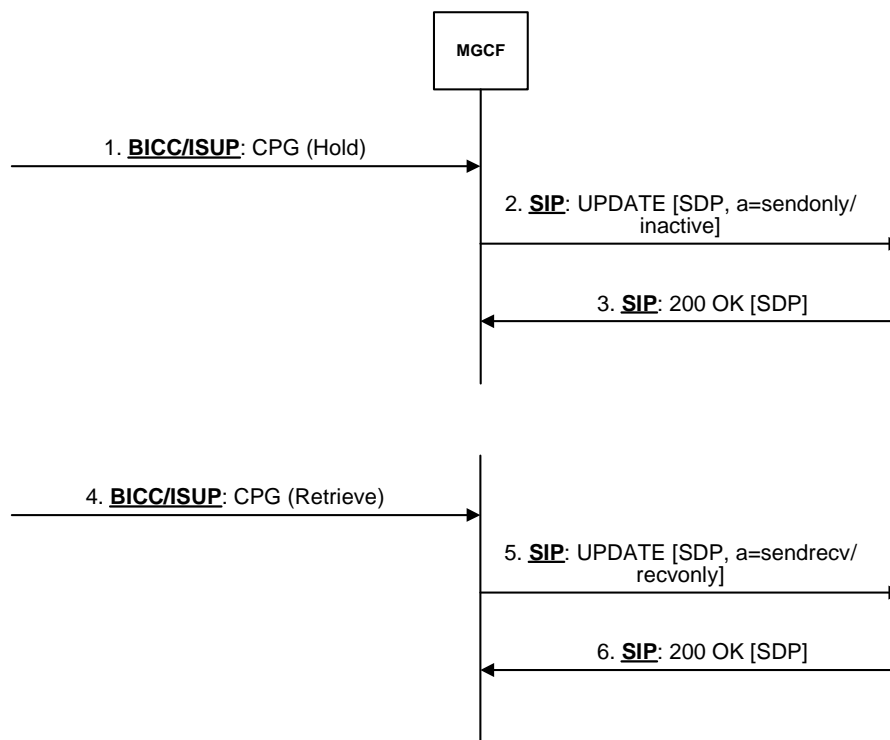 MGCF
1. BICC/ISUP: CPG (Hold)
2. SIP: UPDATE [SDP, a=sendonly/
inactive]
3. SIP: 200 OK [SDP]
4. BICC/ISUP: CPG (Retrieve)
5. SIP: UPDATE [SDP, a=sendrecv/
recvonly]
6. SIP: 200 OK [SDP]